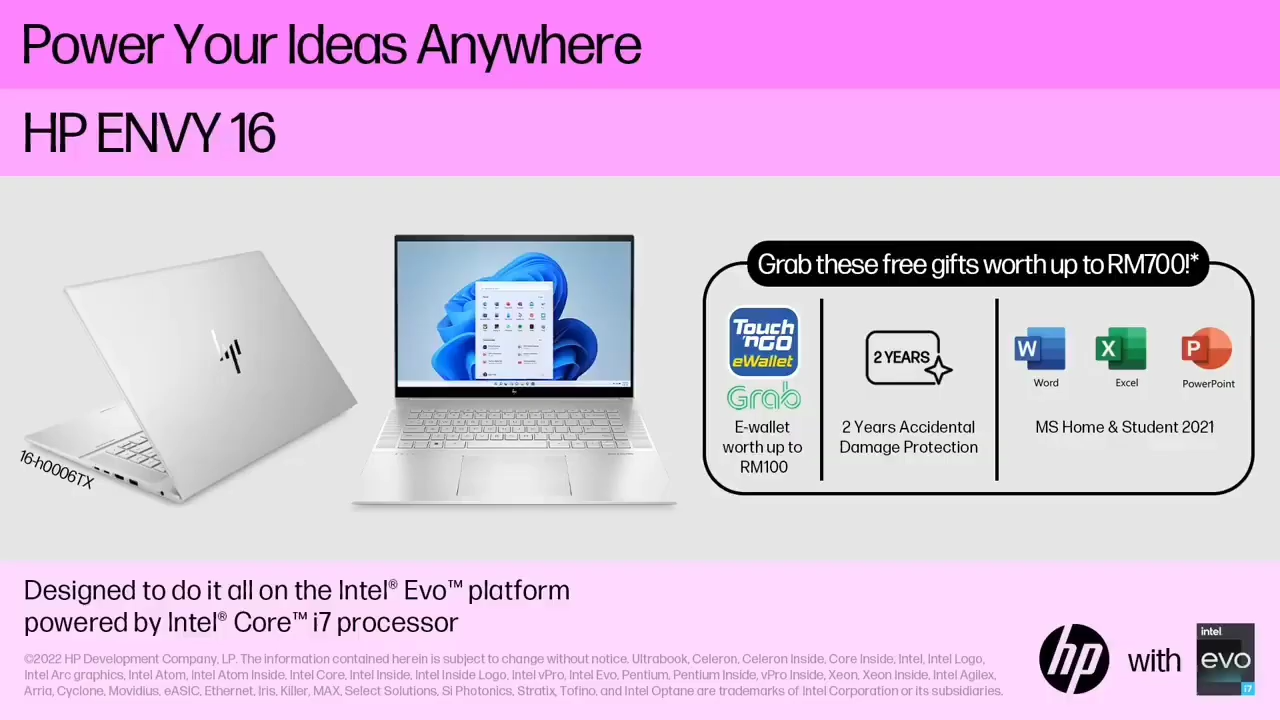 Power Your Ideas Anywhere
HP ENVY 16
16-h0006TX
Grab these free gifts worth up to RM700!*
Touch
'nGO
eWallet
Grab
E-wallet
worth up to
RM100
2 YEARS
2 Years Accidental
Damage Protection
W
X
P
Word
Excel
PowerPoint
MS Home & Student 2021
Designed to do it all on the Intel® Evo™ platform
powered by Intel® Core™ i7 processor
©2022 HP Development Company, LP. The information contained herein is subject to change without notice. Ultrabook, Celeron, Celeron Inside, Core Inside, Intel, Intel Logo,
Intel Arc graphics, Intel Atom, Intel Atom Inside, Intel Core, Intel Inside, Intel Inside Logo, Intel vPro, Intel Evo, Pentium, Pentium Inside, vPro Inside, Xeon, Xeon Inside, Intel Agilex,
Arria, Cyclone, Movidius, eASIC, Ethernet, Iris, Killer, MAX, Select Solutions, Si Photonics, Stratix, Tofino, and Intel Optane are trademarks of Intel Corporation or its subsidiaries.
hp with
intel
evo
i7